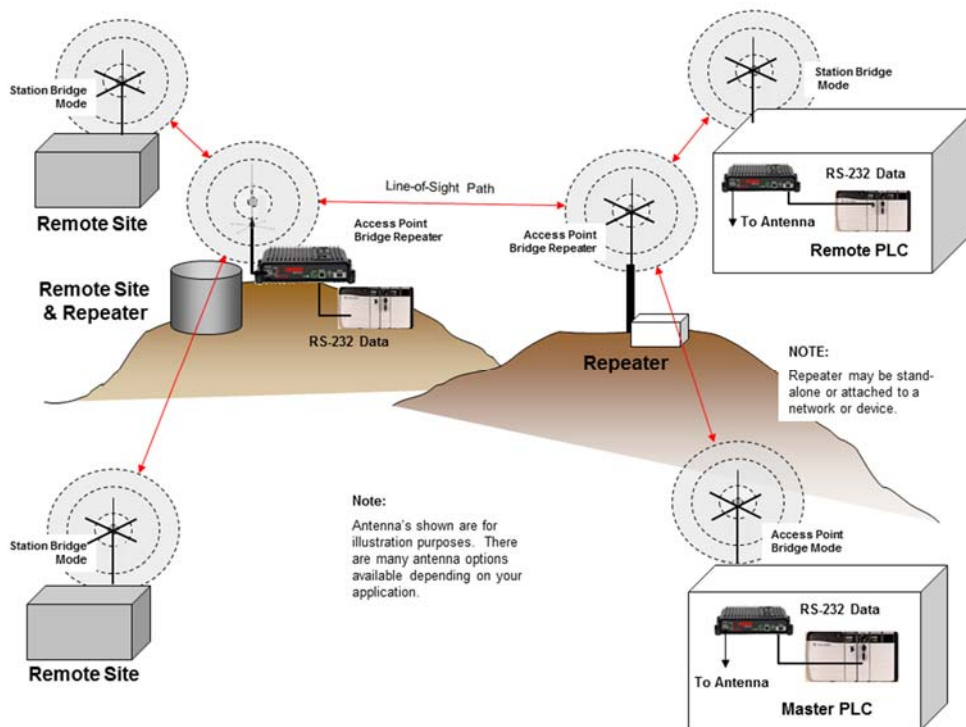 Station Bridge
Mode
Remote Site
Line-of-Sight Path
Access Point
Bridge Repeater
Remote Site
& Repeater
RS-232 Data
Station Bridge
Mode
RS-232 Data
To Antenna
Remote PLC
Access Point
Bridge Repeater
Repeater
NOTE:
Repeater may be stand-
alone or attached to a
network or device.
Station Bridge
Mode
Remote Site
Note:
Antenna's shown are for
illustration purposes. There
are many antenna options
available depending on your
application.
Access Point
Bridge Mode
RS-232 Data
To Antenna
Master PLC